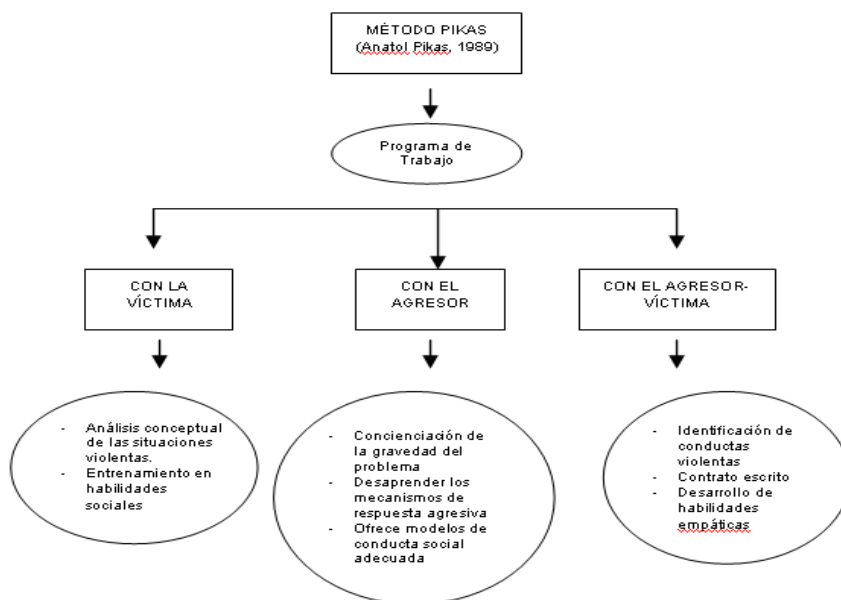 MÉTODO PIKAS
(Anatol Pikas, 1989)
Programa de
Trabajo
CON LA
VÍCTIMA
CON EL
AGRESOR
CON EL AGRESOR-
VÍCTIMA
- Análisis conceptual
de las situaciones
violentas.
- Entrenamiento en
habilidades
sociales
- Concienciación de
la gravedad del
problema
- Desaprender los
mecanismos de
respuesta agresiva
- Ofrece modelos de
conducta social
adecuada
- Identificación de
conductas
violentas
- Contrato escrito
- Desarrollo de
habilidades
empáticas